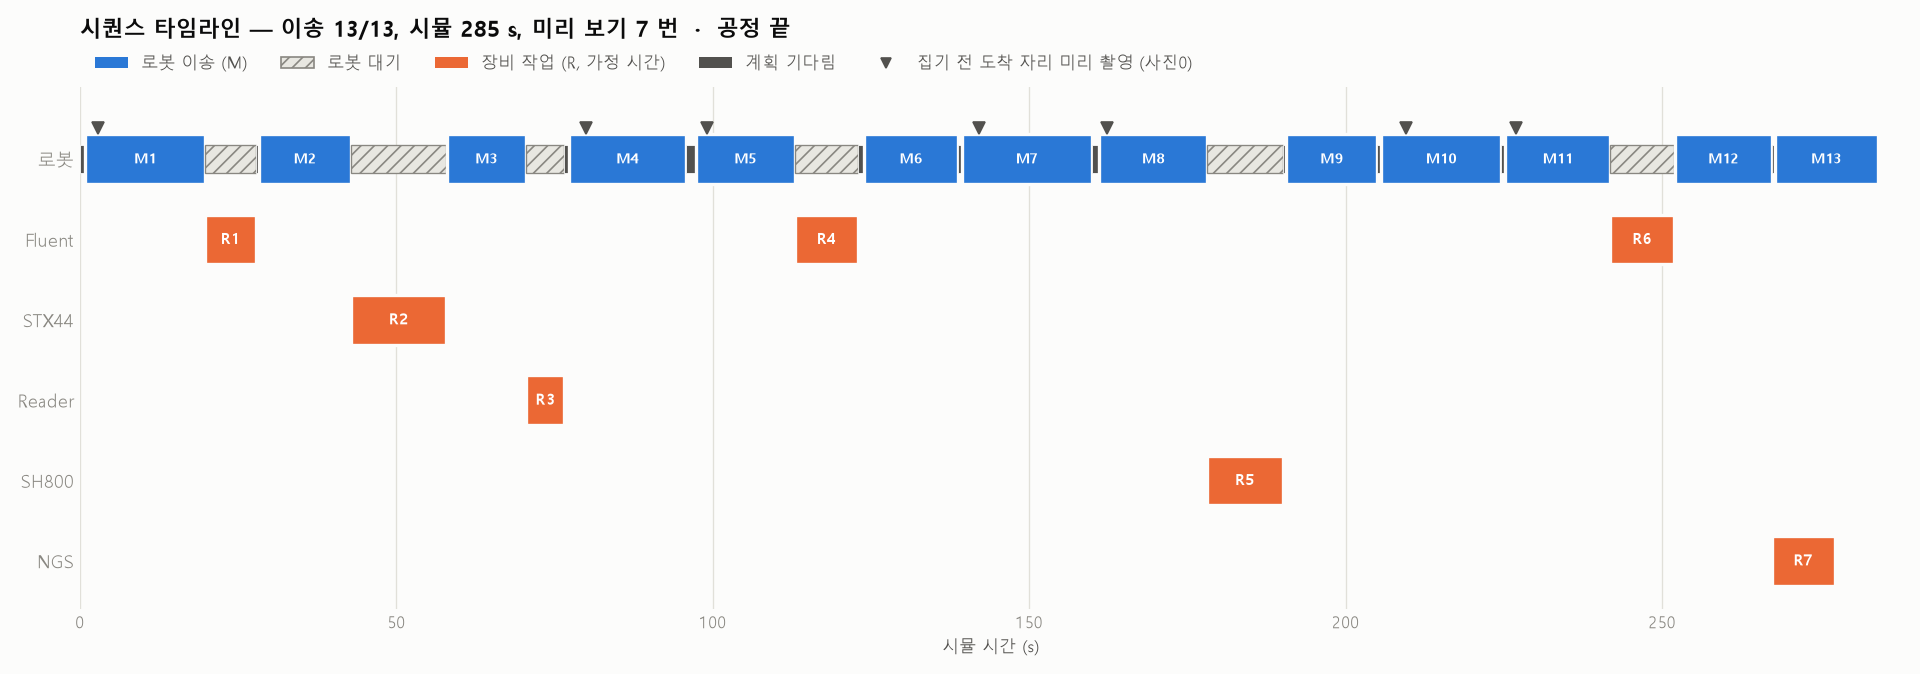 시퀀스 타임라인 — 이송 13/13, 시뮬 285 s, 미리 보기 7 번 · 공정 끝
로봇 이송 (M) 로봇 대기 장비 작업 (R, 가정 시간) 계획 기다림 집기 전 도착 자리 미리 촬영 (사진0)
로봇 M1 M2 M3 M4 M5 M6 M7 M8 M9 M10 M11 M12 M13
Fluent R1 R4 R6
STX44 R2
Reader R3
SH800 R5
NGS R7
0 50 100 150 200 250
시뮬 시간 (s)